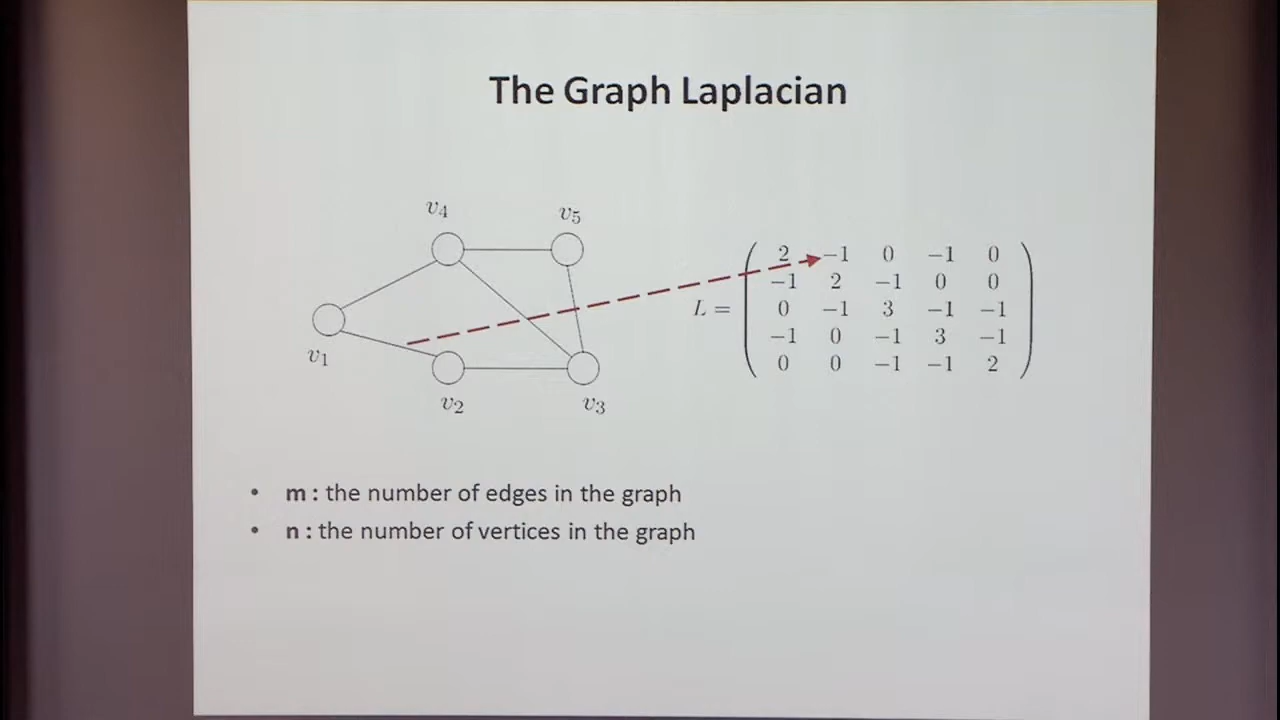 The Graph Laplacian
v4 v5
v1
v2 v3
L =
2 −1 0 −1 0
−1 2 −1 0 0
0 −1 3 −1 −1
−1 0 −1 3 −1
0 0 −1 −1 2
• m : the number of edges in the graph
• n : the number of vertices in the graph